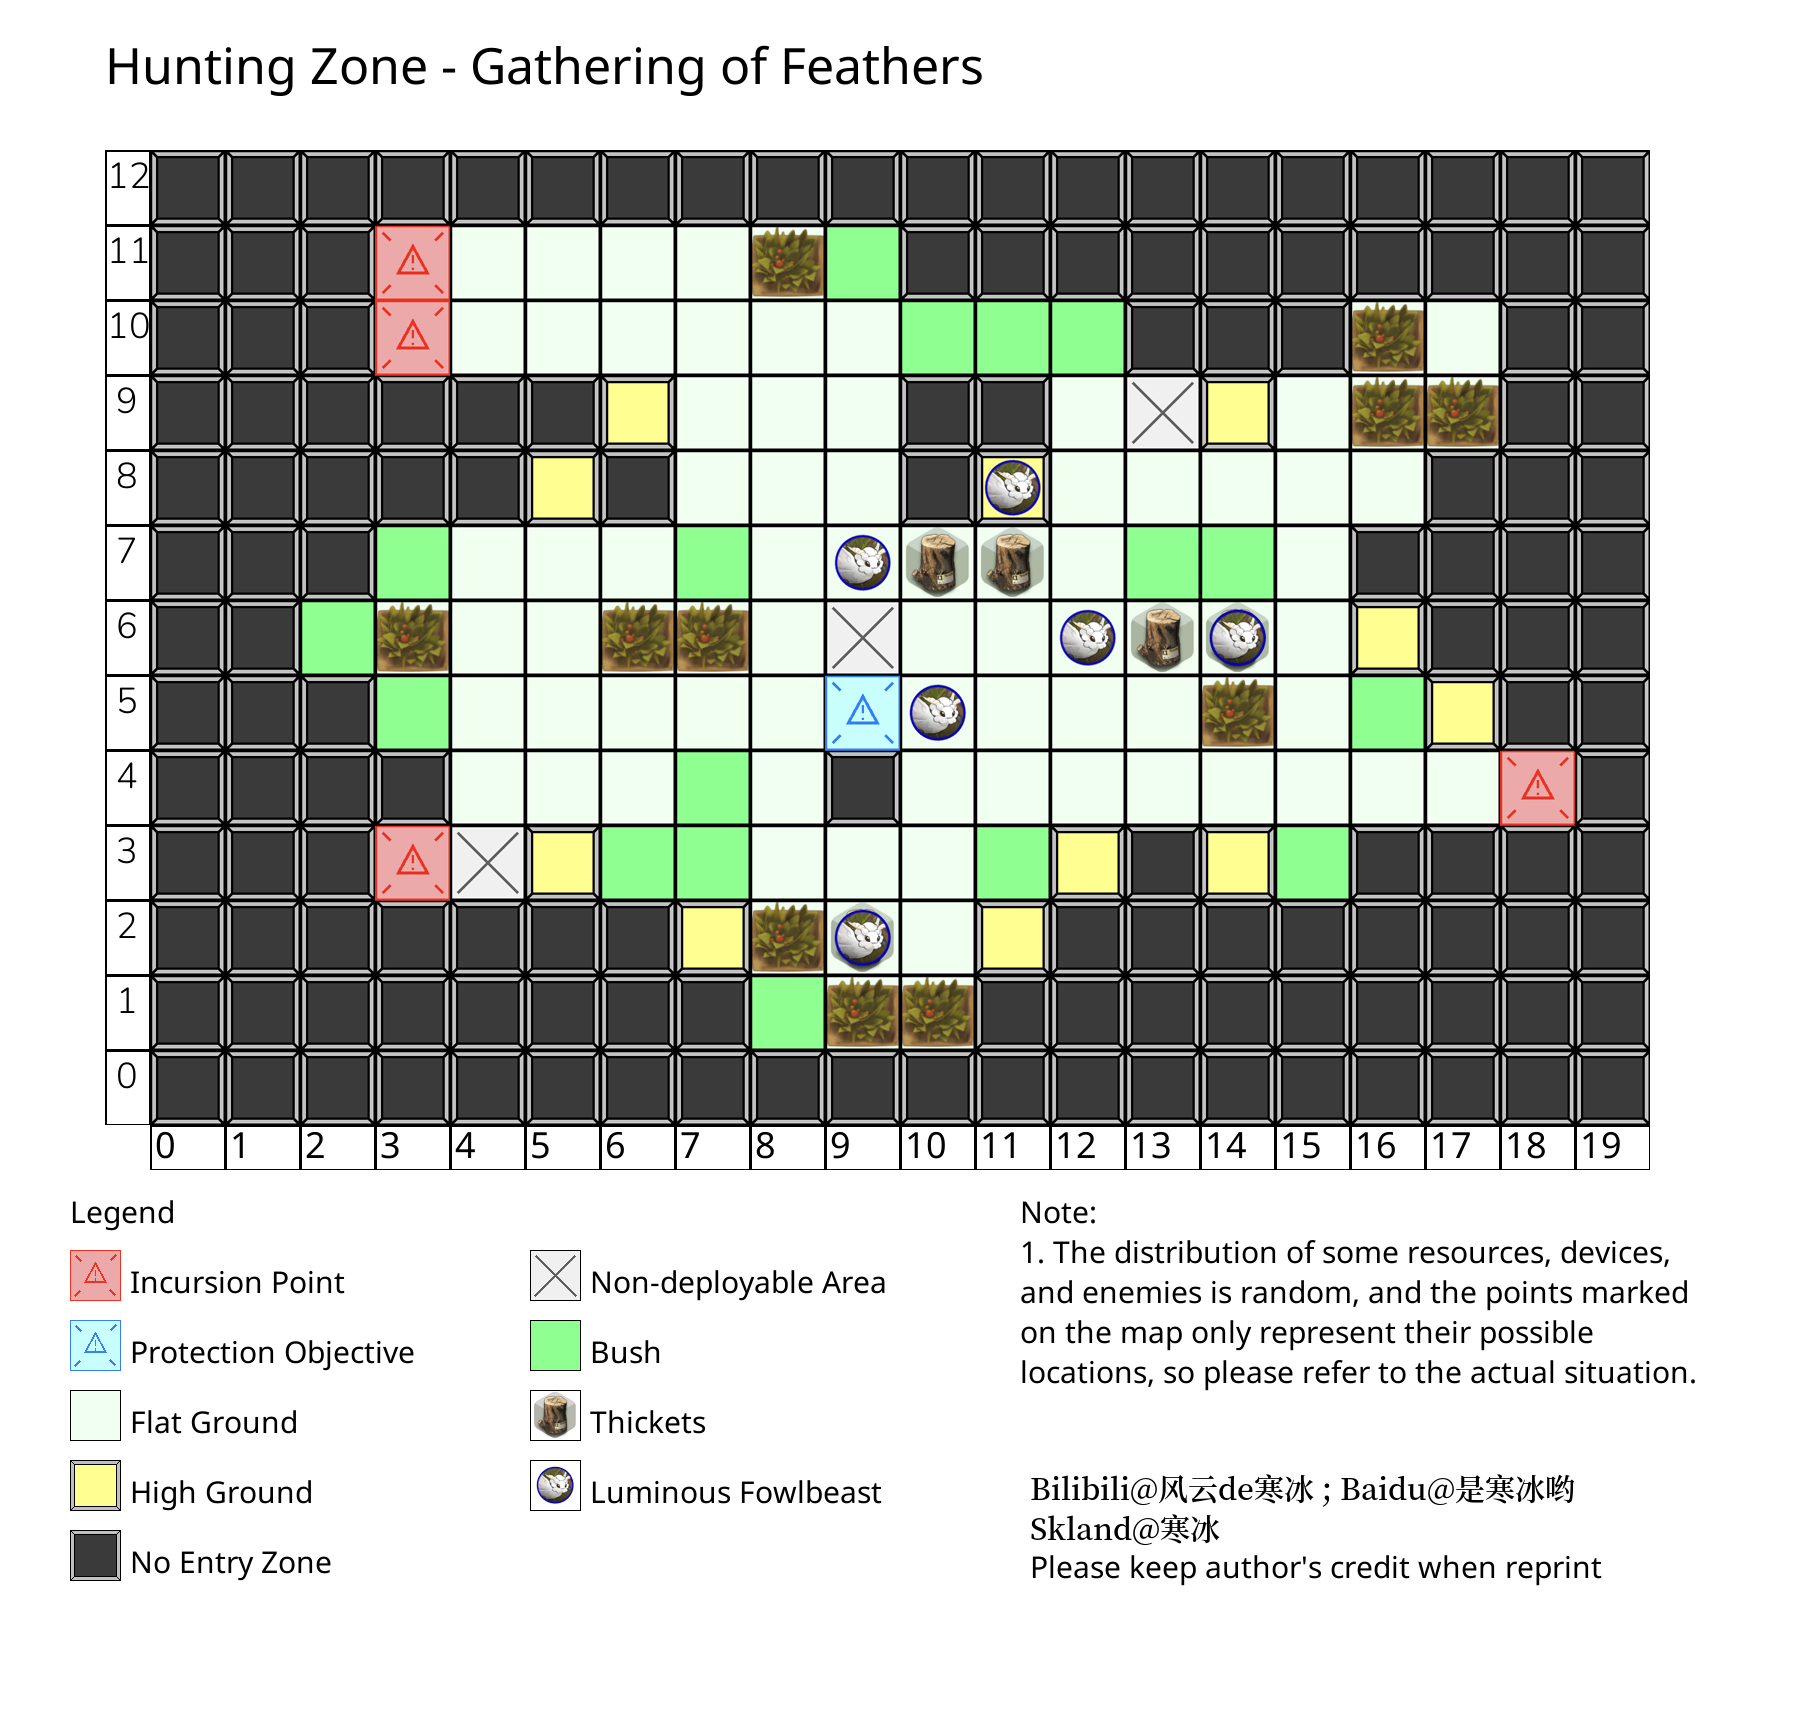 Hunting Zone - Gathering of Feathers
12
11
10
9
8
7
6
5
4
3
2
1
0
0 1 2 3 4 5 6 7 8 9 10 11 12 13 14 15 16 17 18 19
Legend
Incursion Point
Protection Objective
Flat Ground
High Ground
No Entry Zone
Non-deployable Area
Bush
Thickets
Luminous Fowlbeast
Note:
1. The distribution of some resources, devices,
and enemies is random, and the points marked
on the map only represent their possible
locations, so please refer to the actual situation.
Bilibili@风云de寒冰 ; Baidu@是寒冰哟
Skland@寒冰
Please keep author's credit when reprint